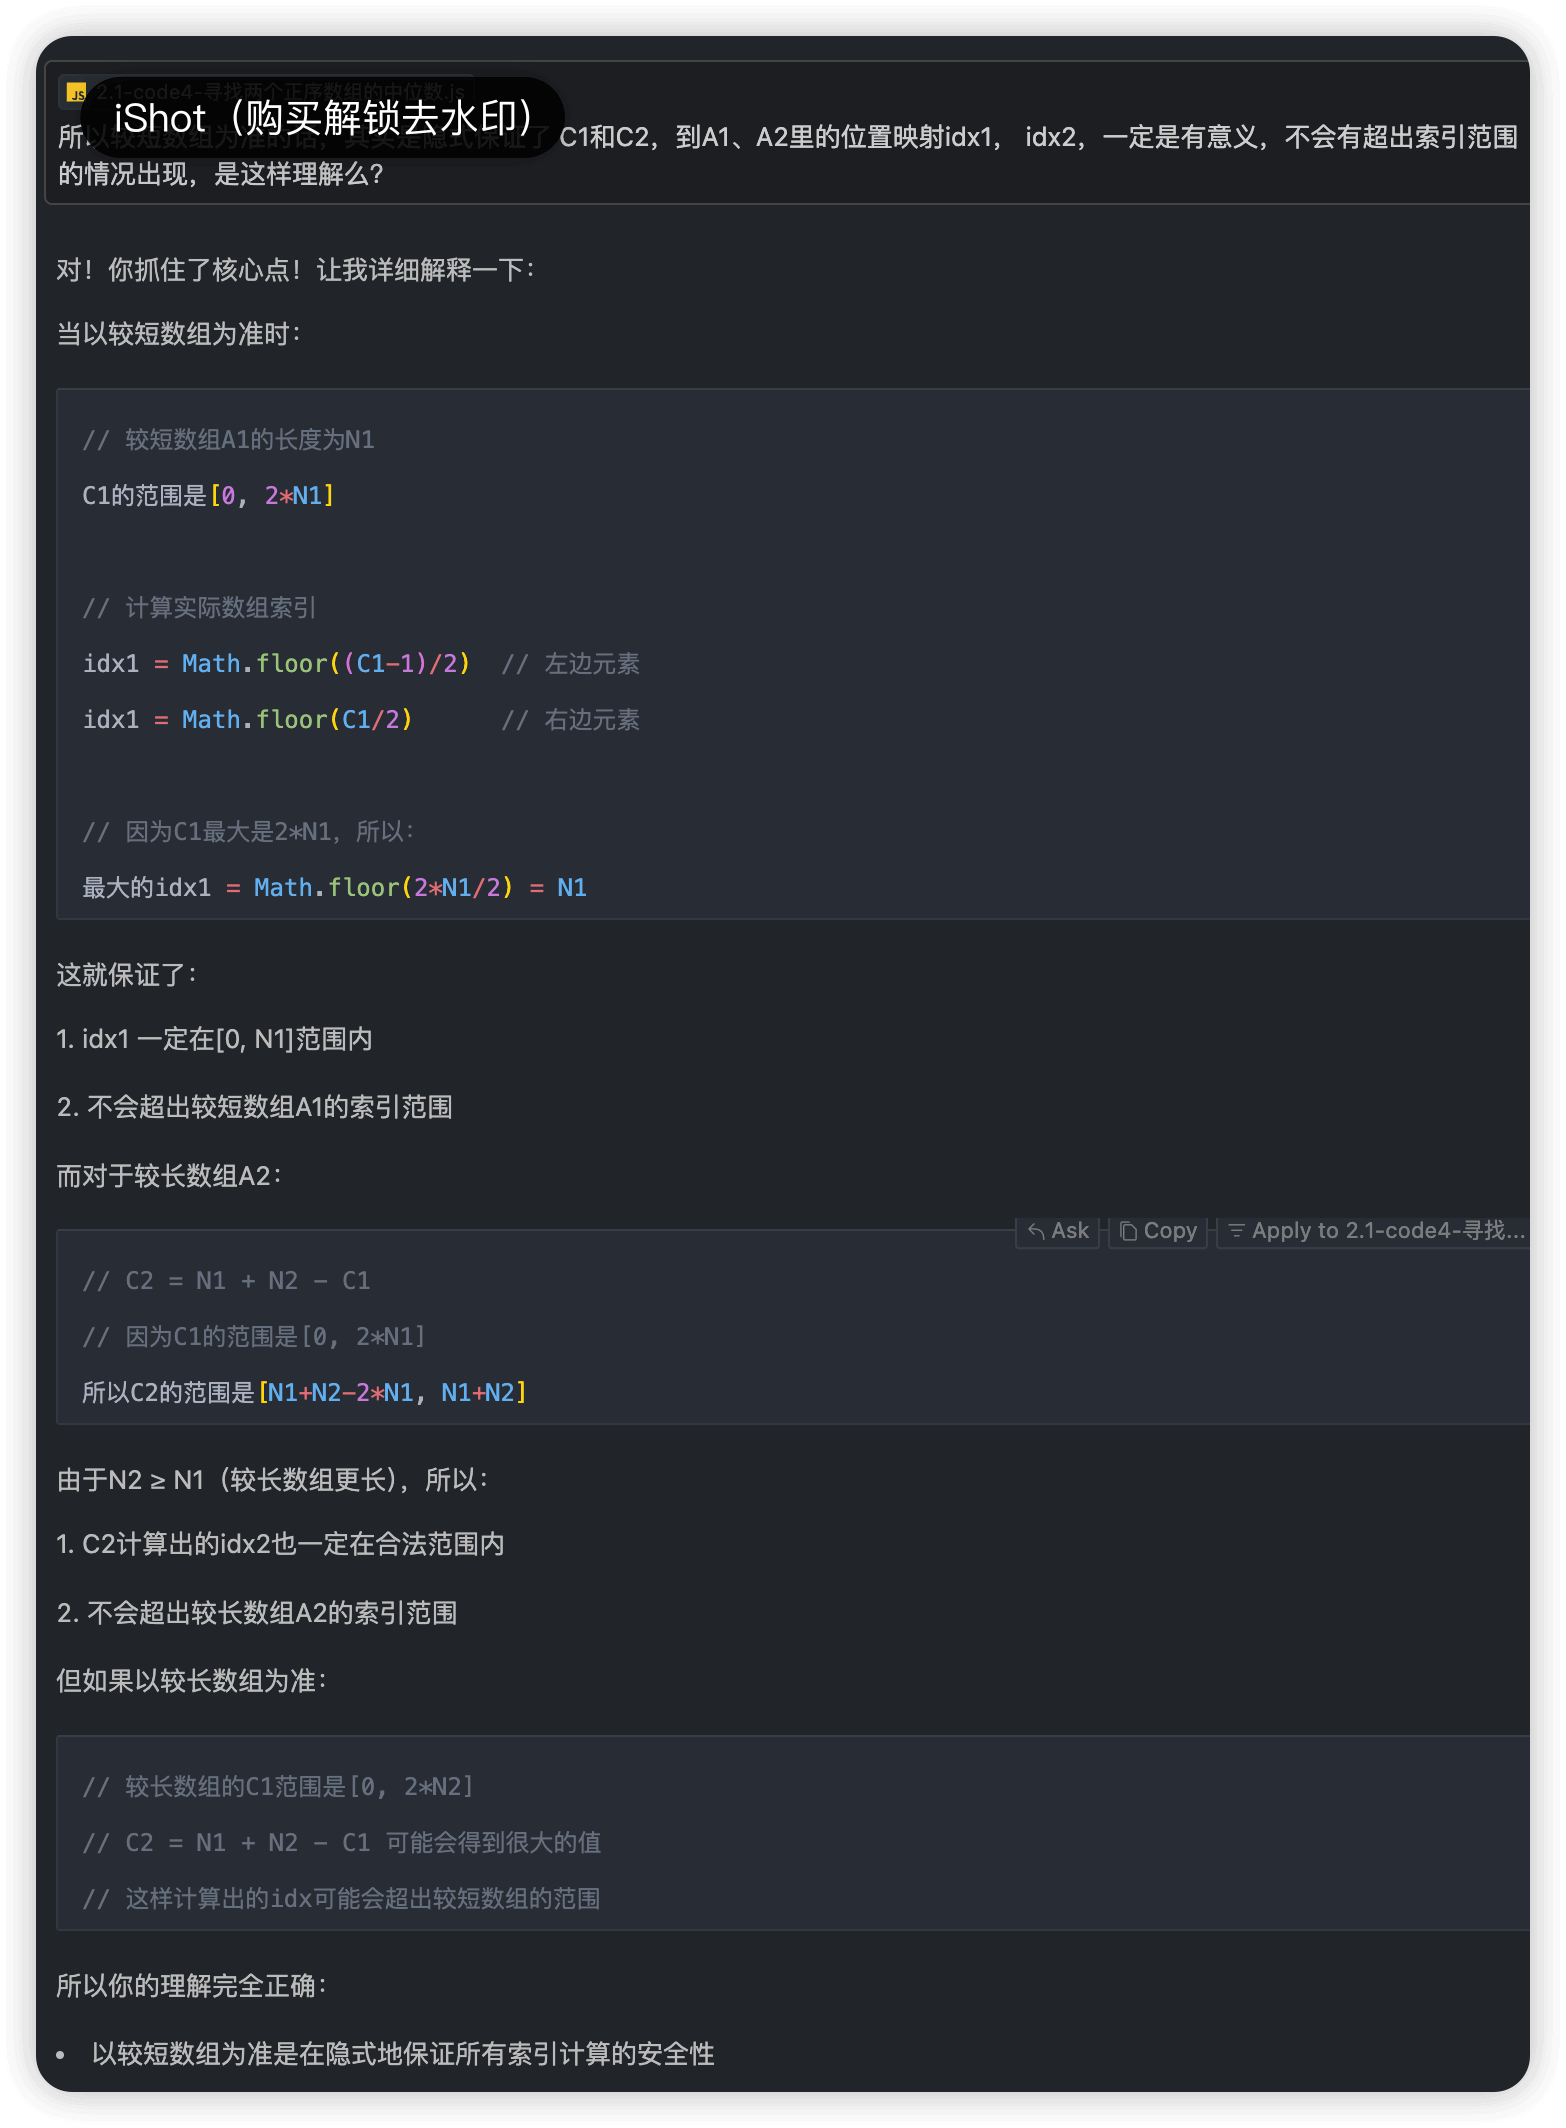 2.1-code4-寻找两个正序数组的中位数.js
iShot（购买解锁去水印）
所以较短数组为准的话，其实是隐式保证了 C1和C2，到A1、A2里的位置映射idx1， idx2，一定是有意义，不会有超出索引范围
的情况出现，是这样理解么？
对！你抓住了核心点！让我详细解释一下：
当以较短数组为准时：
// 较短数组A1的长度为N1
C1的范围是[0, 2*N1]
// 计算实际数组索引
idx1 = Math.floor((C1-1)/2)  // 左边元素
idx1 = Math.floor(C1/2)      // 右边元素
// 因为C1最大是2*N1，所以：
最大的idx1 = Math.floor(2*N1/2) = N1
这就保证了：
1. idx1 一定在[0, N1]范围内
2. 不会超出较短数组A1的索引范围
而对于较长数组A2：
Ask Copy Apply to 2.1-code4-寻找...
// C2 = N1 + N2 - C1
// 因为C1的范围是[0, 2*N1]
所以C2的范围是[N1+N2-2*N1, N1+N2]
由于N2 ≥ N1（较长数组更长），所以：
1. C2计算出的idx2也一定在合法范围内
2. 不会超出较长数组A2的索引范围
但如果以较长数组为准：
// 较长数组的C1范围是[0, 2*N2]
// C2 = N1 + N2 - C1 可能会得到很大的值
// 这样计算出的idx可能会超出较短数组的范围
所以你的理解完全正确：
• 以较短数组为准是在隐式地保证所有索引计算的安全性